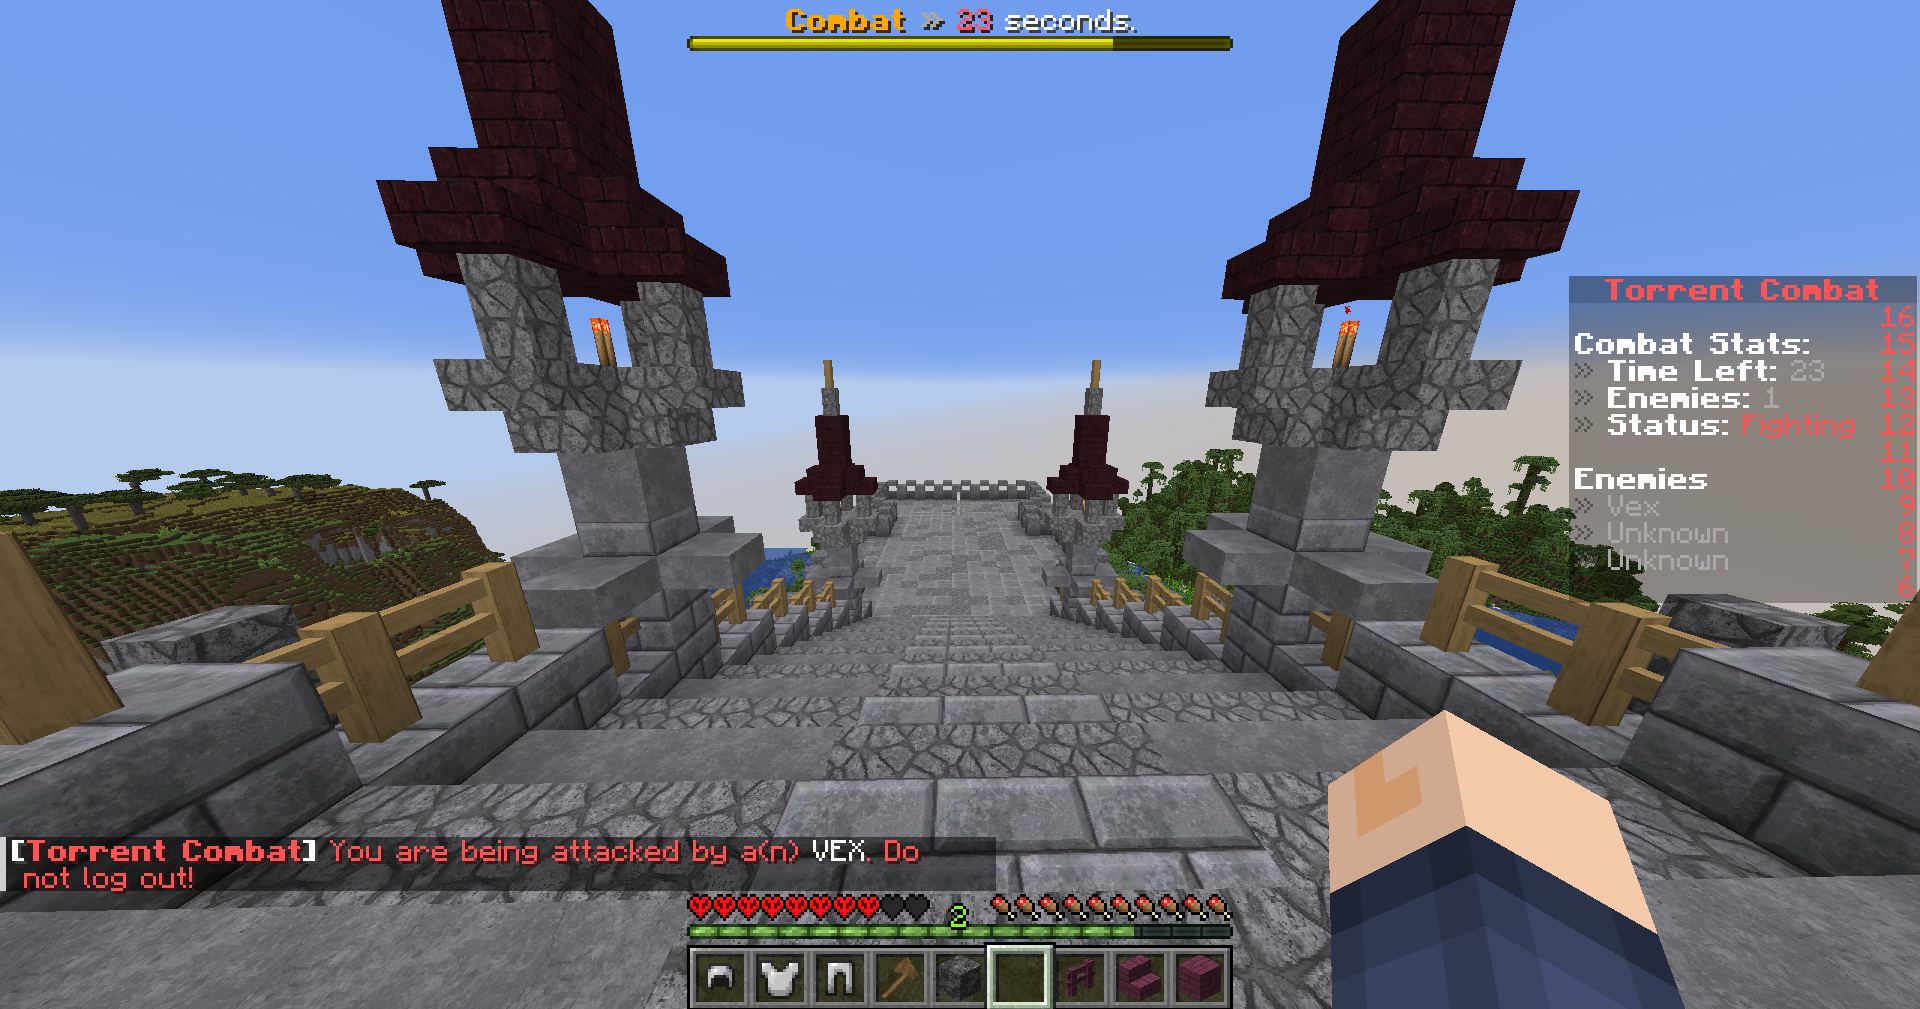 Combat » 23 seconds.
Torrent Combat
16
Combat Stats: 15
» Time Left: 23 14
» Enemies: 1 13
» Status: Fighting 12
11
Enemies 10
» Vex 9
» Unknown 8
» Unknown 7
6
[Torrent Combat] You are being attacked by a(n) VEX. Do
not log out!
2